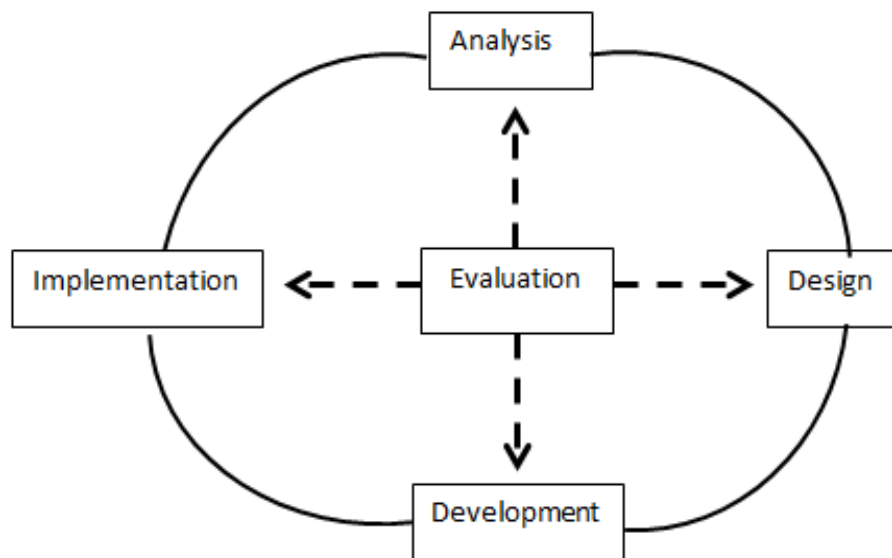 Analysis
Implementation
Evaluation
Design
Development